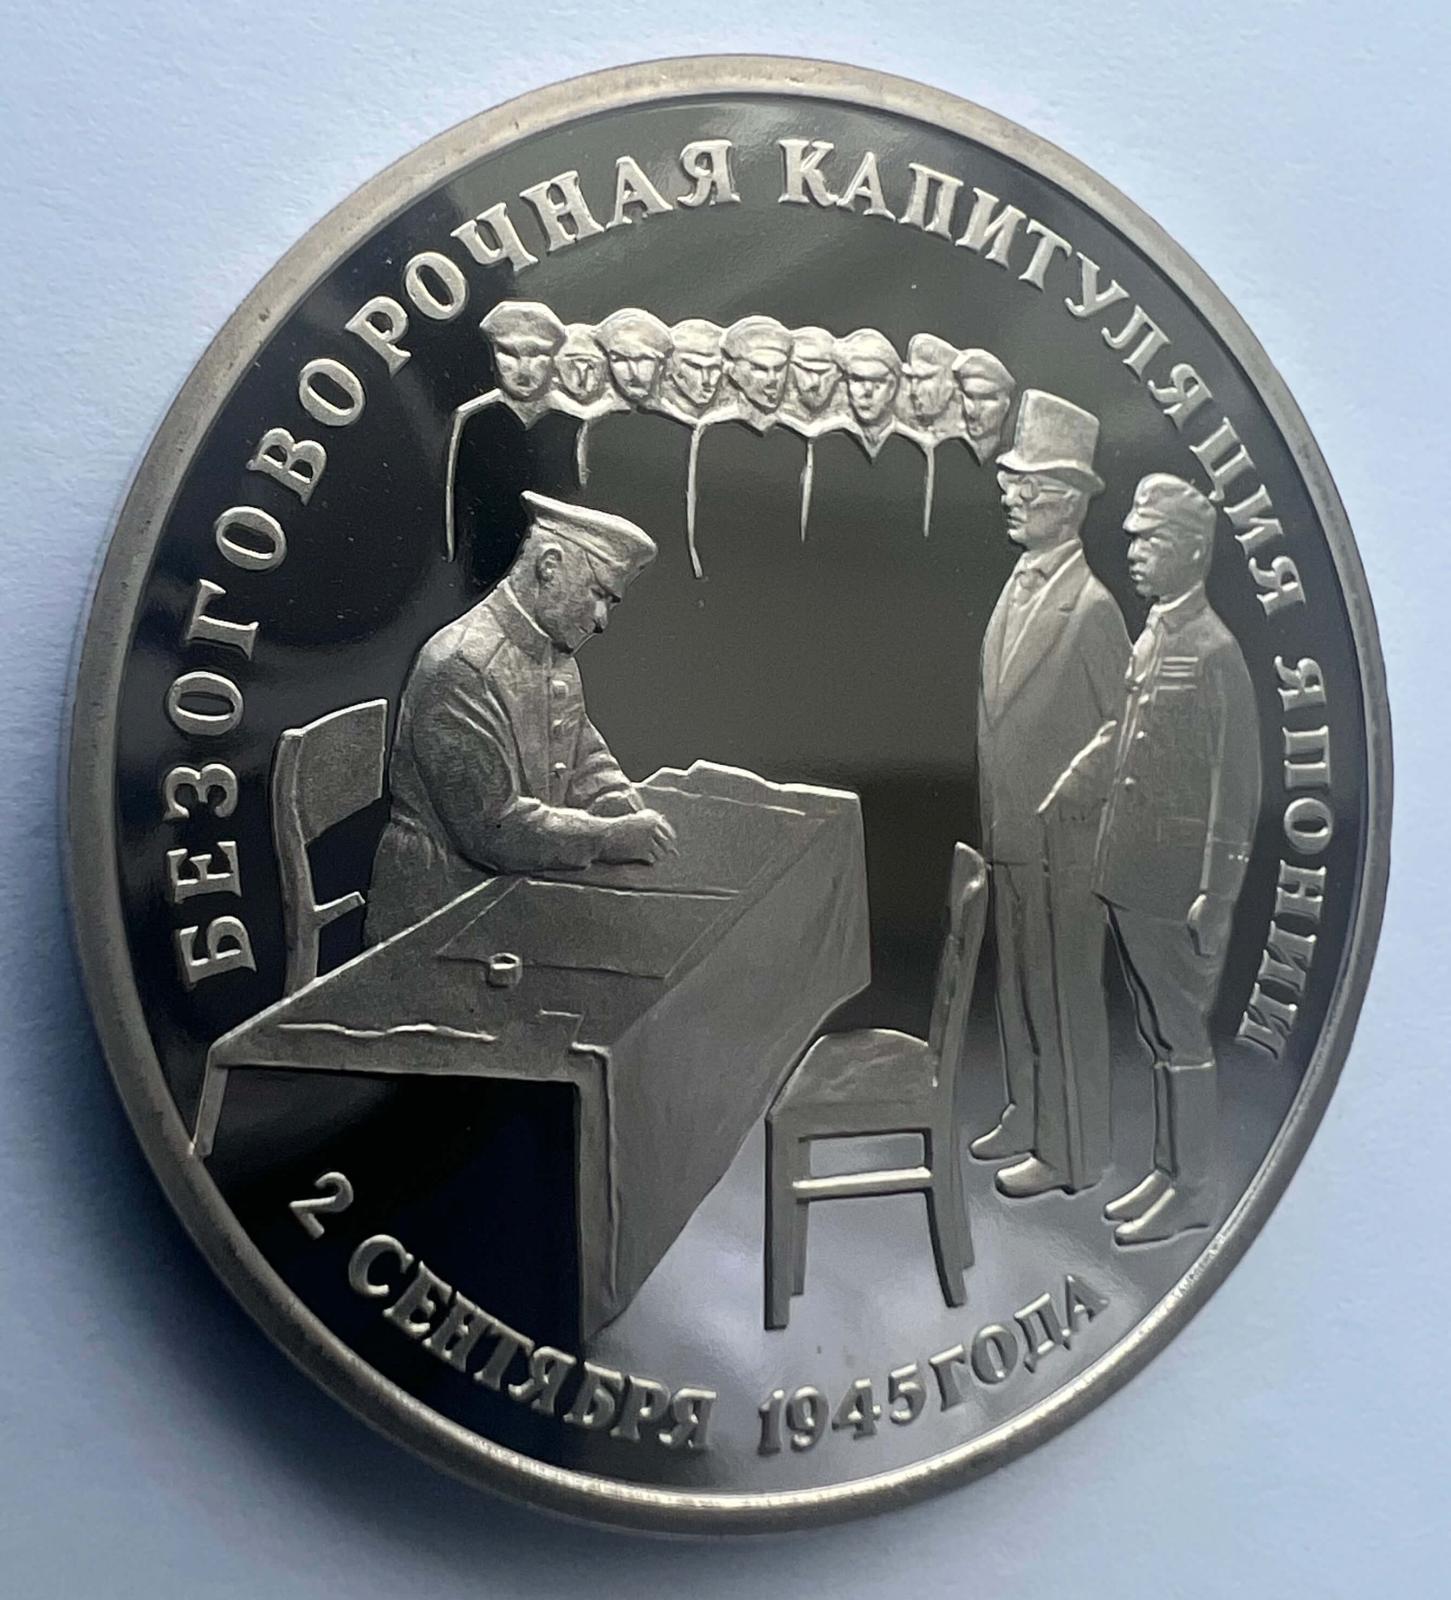 БЕЗОГОВОРОЧНАЯ КАПИТУЛЯЦИЯ ЯПОНИИ
2 СЕНТЯБРЯ 1945 ГОДА